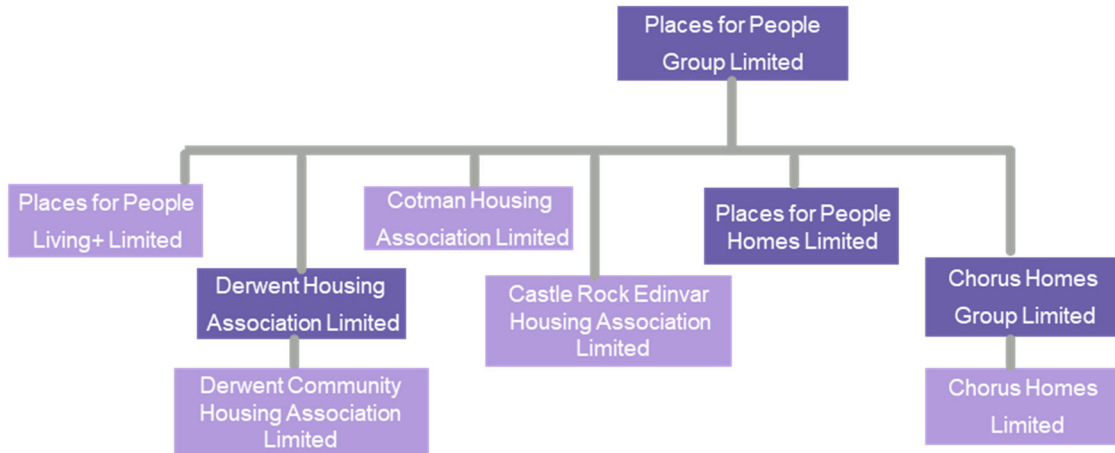 Places for People
Group Limited
Places for People
Living+ Limited
Cotman Housing
Association Limited
Places for People
Homes Limited
Derwent Housing
Association Limited
Castle Rock Edinvar
Housing Association
Limited
Chorus Homes
Group Limited
Derwent Community
Housing Association
Limited
Chorus Homes
Limited